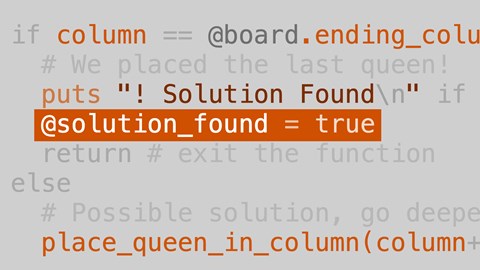 if column == @board.ending_colu
# We placed the last queen!
puts "! Solution Found\n" if
@solution_found = true
return # exit the function
else
# Possible solution, go deepe
place_queen_in_column(column+